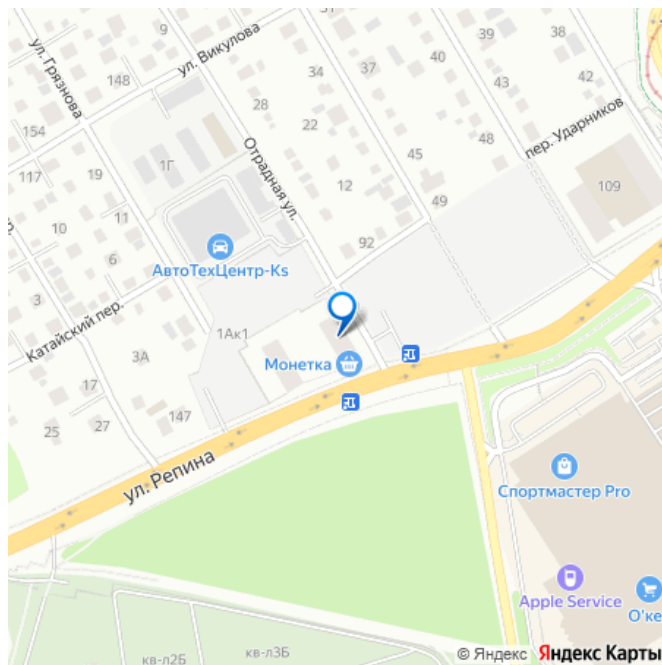 9
ул. Викулова
39
40
ул. Грязнова
34
37
38
148
43
42
154
28
1Г
22
пер. Ударников
Отрадная ул.
48
117
19
45
12
109
11
49
10
92
6
АвтоТехЦентр-Ks
3
Катайский пер.
1Ак1
3А
Монетка
17
147
25
27
ул. Репина
Спортмастер Pro
Apple Service
О'ке
кв-л2Б
кв-л3Б
© Яндекс Яндекс Карты